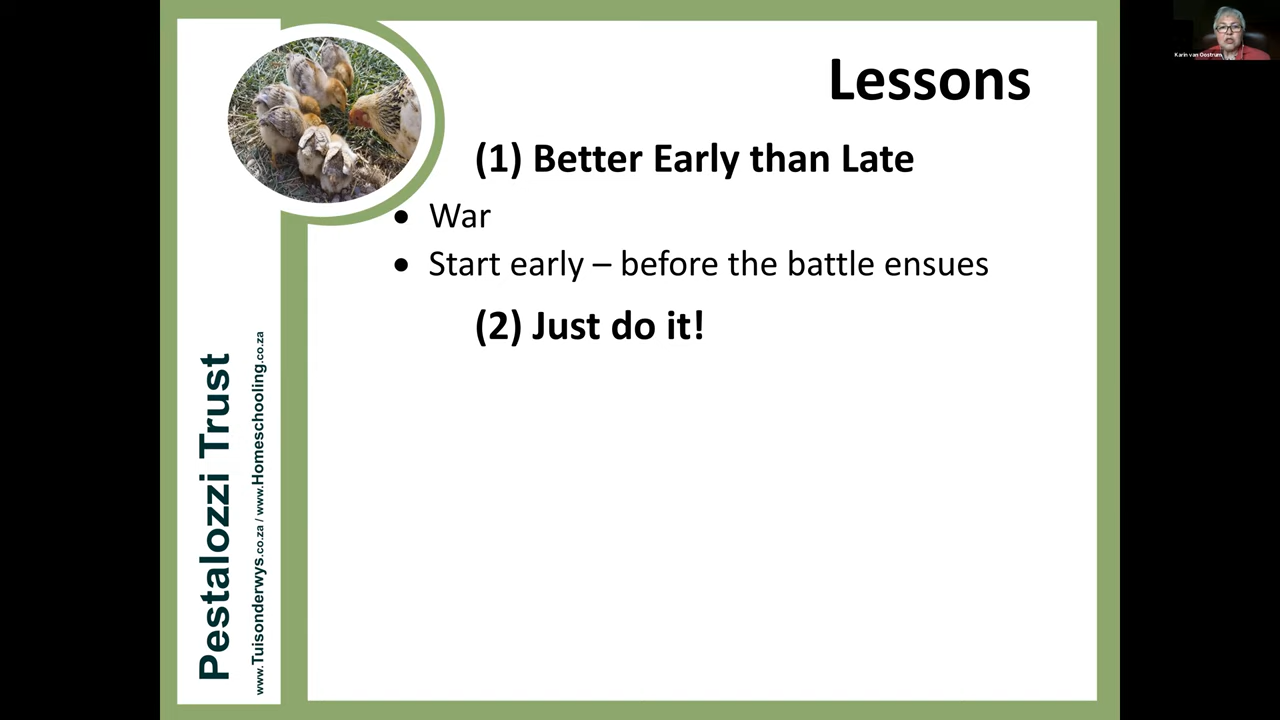 Lessons
(1) Better Early than Late
• War
• Start early – before the battle ensues
(2) Just do it!
Pestalozzi Trust
www.Tuisonderwys.co.za / www.Homeschooling.co.za
Karin van Oostrum